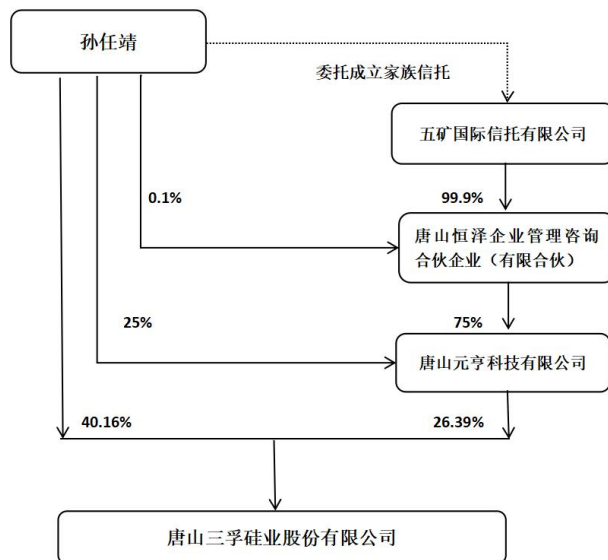 孙任靖
委托成立家族信托
五矿国际信托有限公司
0.1%
99.9%
唐山恒泽企业管理咨询
合伙企业（有限合伙）
25%
75%
唐山元亨科技有限公司
40.16%
26.39%
唐山三孚硅业股份有限公司